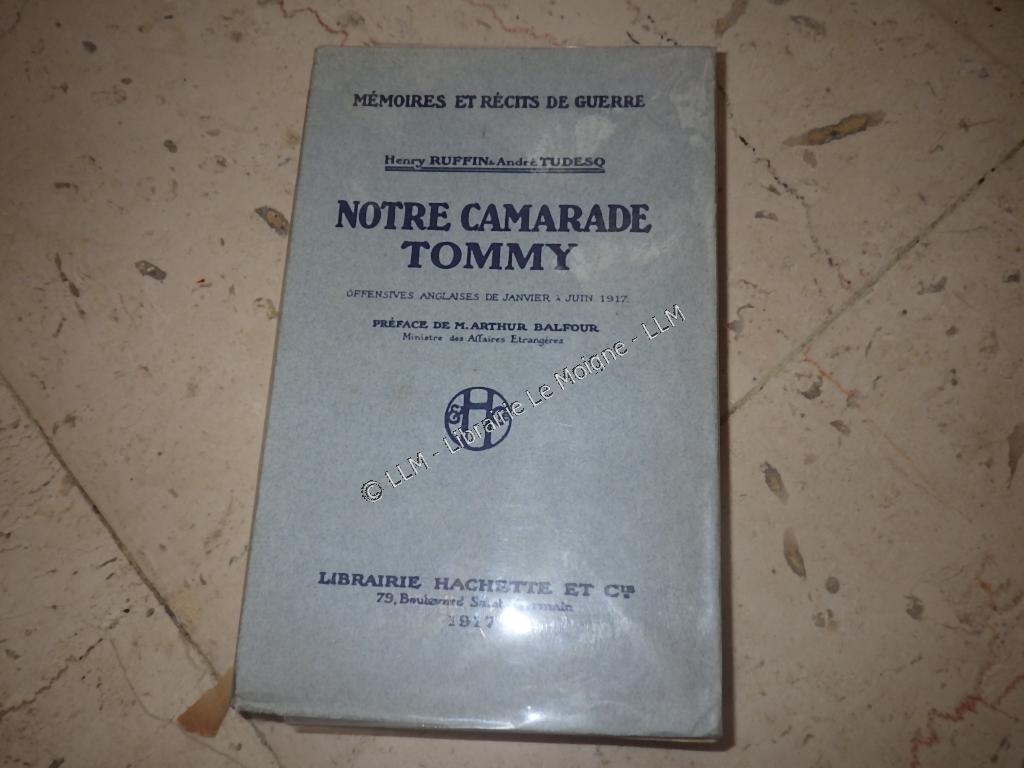 MÉMOIRES ET RÉCITS DE GUERRE
Henry RUFFIN & André TUDESQ
NOTRE CAMARADE
TOMMY
OFFENSIVES ANGLAISES DE JANVIER À JUIN 1917.
PRÉFACE DE M. ARTHUR BALFOUR
Ministre des Affaires Etrangères
H & C
© LLM - Librairie Le Moigne - LLM
LIBRAIRIE HACHETTE ET CIE
79, Boulevard Saint-Germain
1917